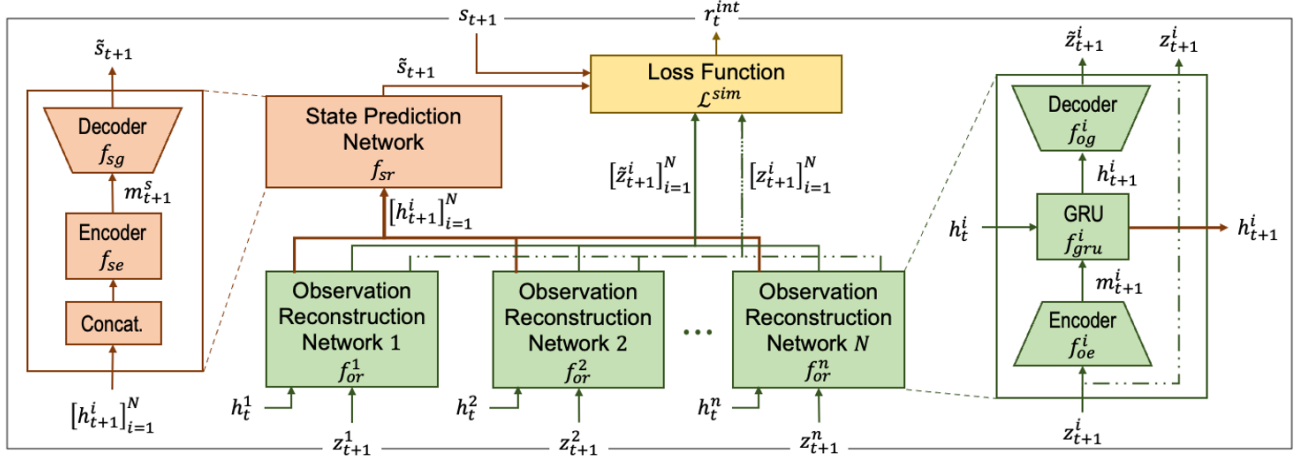 s_{t+1}
r_t^{int}
s̃_{t+1}
Decoder
f_{sg}
m_{t+1}^s
Encoder
f_{se}
Concat.
[h_{t+1}^i]_{i=1}^N
State Prediction
Network
f_{sr}
s̃_{t+1}
Loss Function
ℒ^{sim}
[z̃_{t+1}^i]_{i=1}^N
[z_{t+1}^i]_{i=1}^N
[h_{t+1}^i]_{i=1}^N
Observation
Reconstruction
Network 1
f_{or}^1
h_t^1
z_{t+1}^1
Observation
Reconstruction
Network 2
f_{or}^2
h_t^2
z_{t+1}^2
...
Observation
Reconstruction
Network N
f_{or}^n
h_t^n
z_{t+1}^n
z̃_{t+1}^i
z_{t+1}^i
Decoder
f_{og}^i
h_{t+1}^i
h_t^i
GRU
f_{gru}^i
h_{t+1}^i
m_{t+1}^i
Encoder
f_{oe}^i
z_{t+1}^i